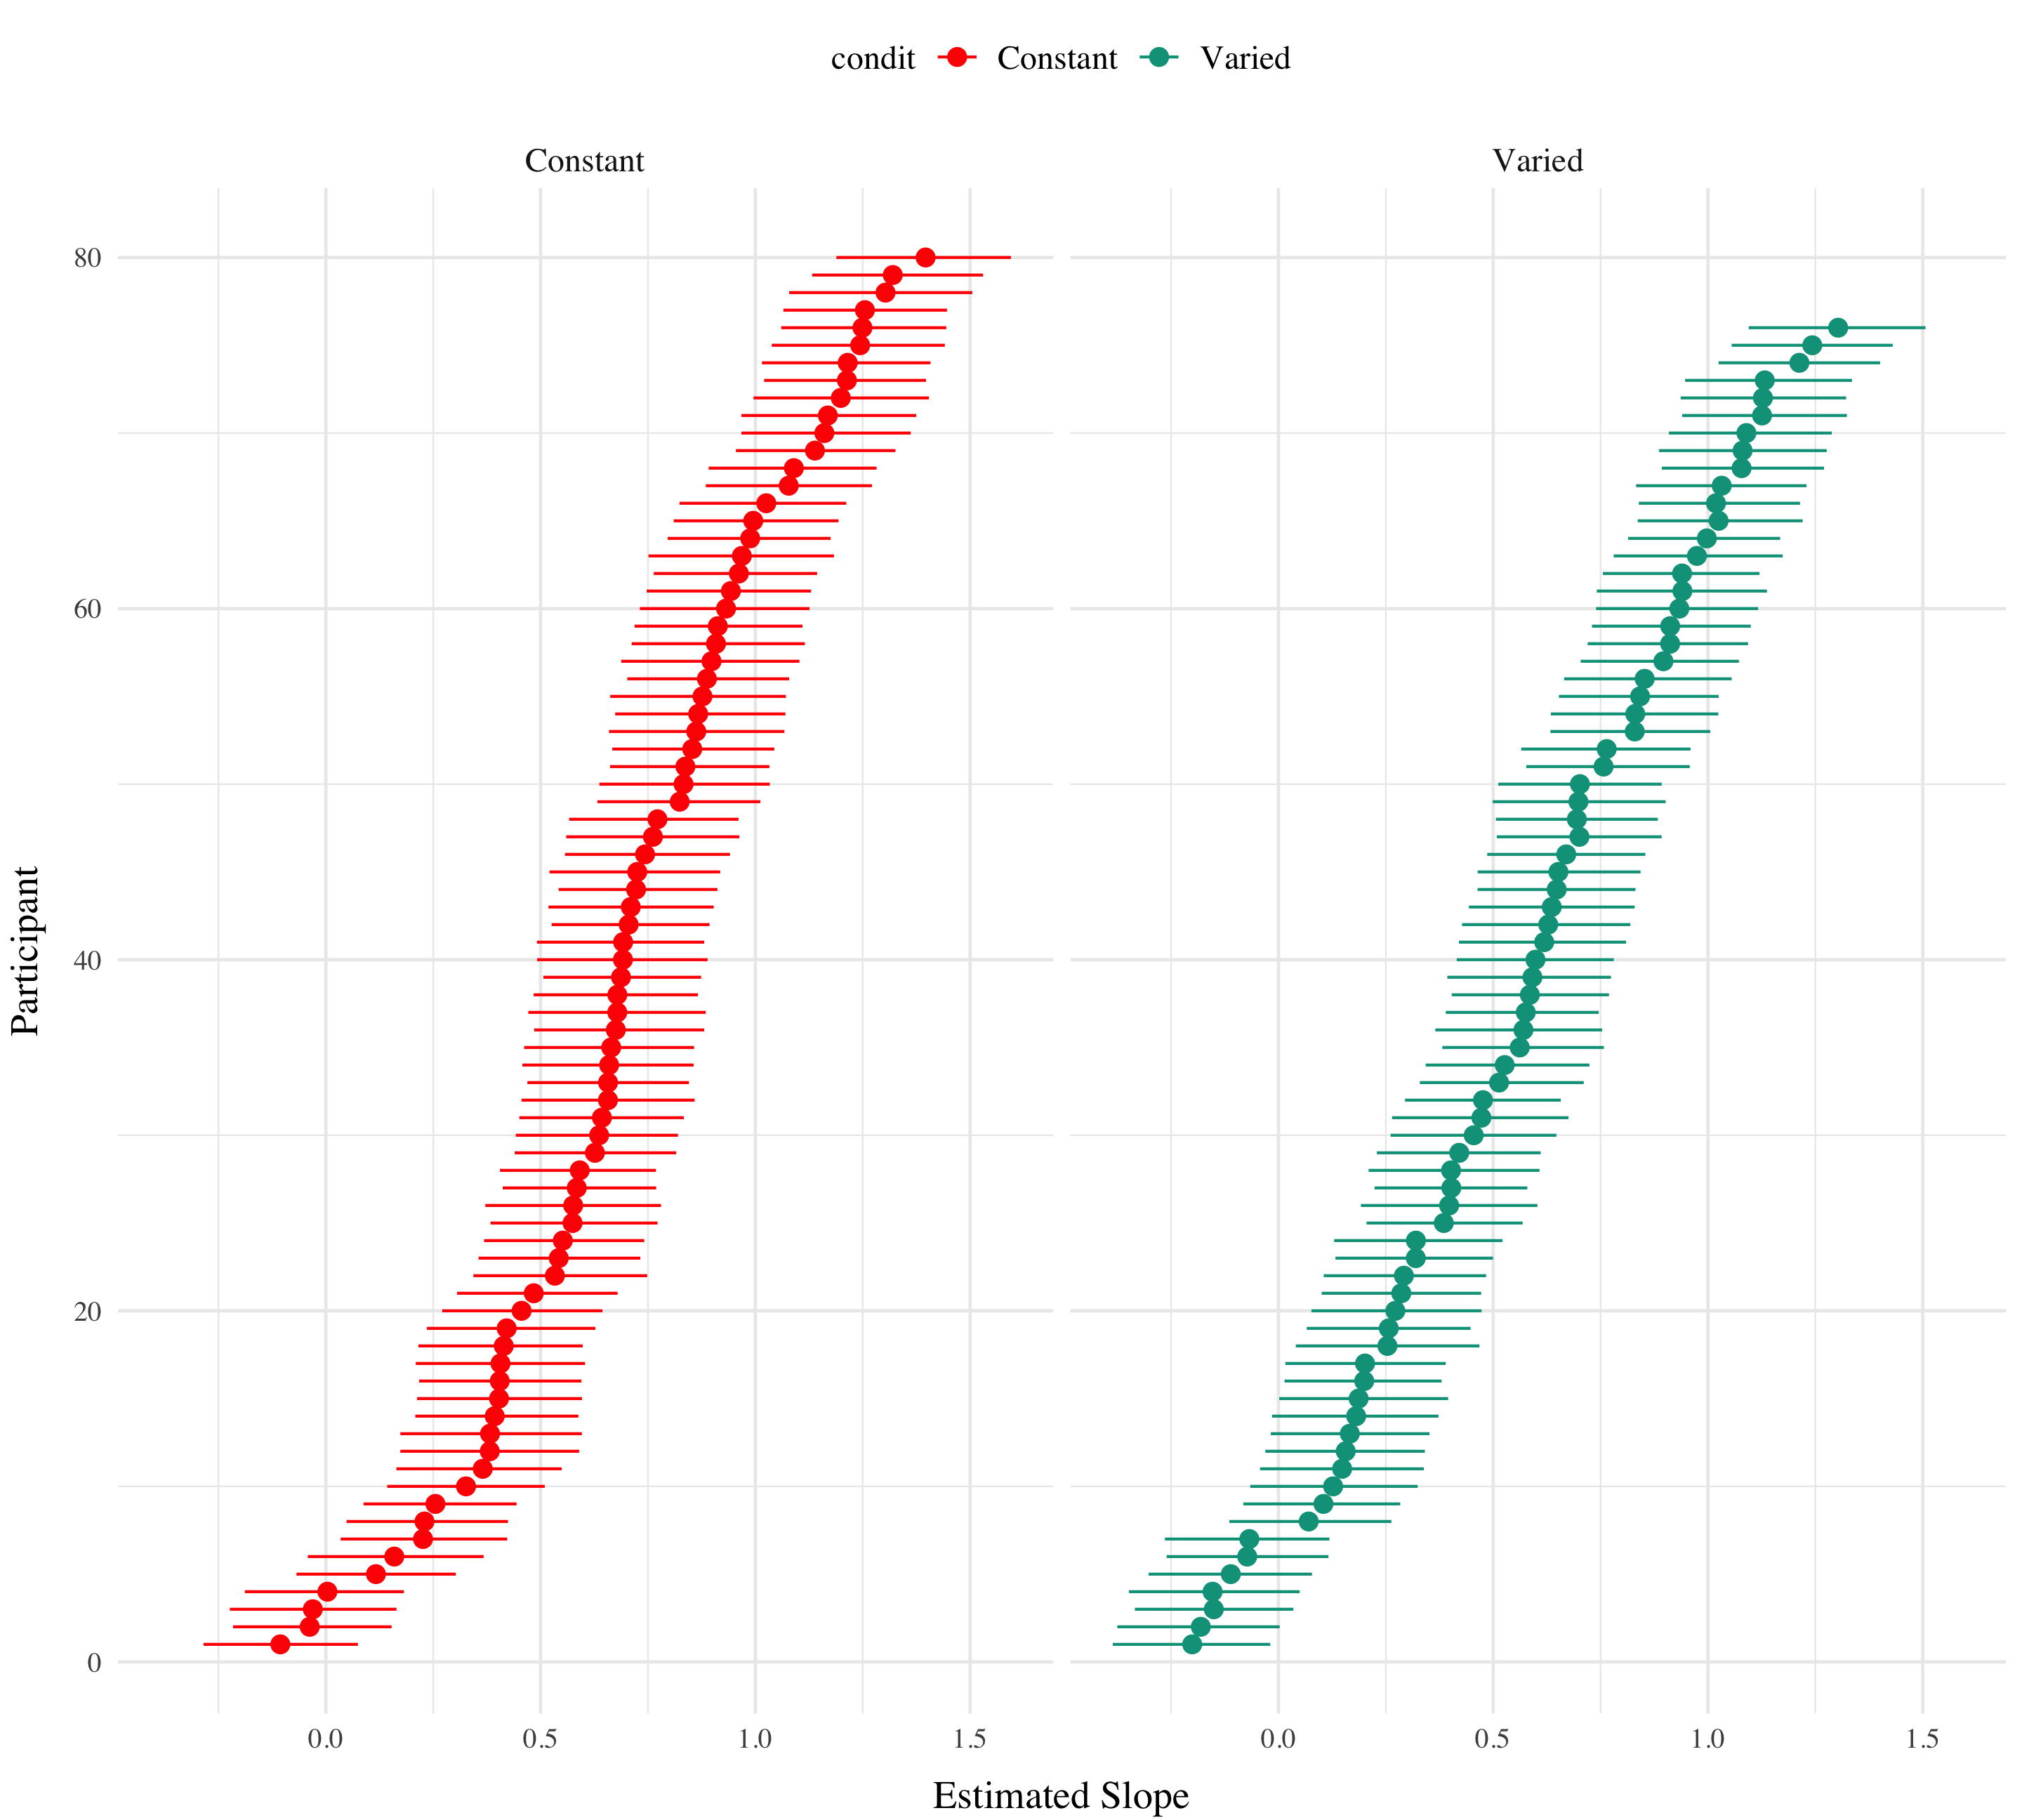 condit Constant Varied
Constant Varied
80
60
40
20
0
Participant
0.0 0.5 1.0 1.5 0.0 0.5 1.0 1.5
Estimated Slope